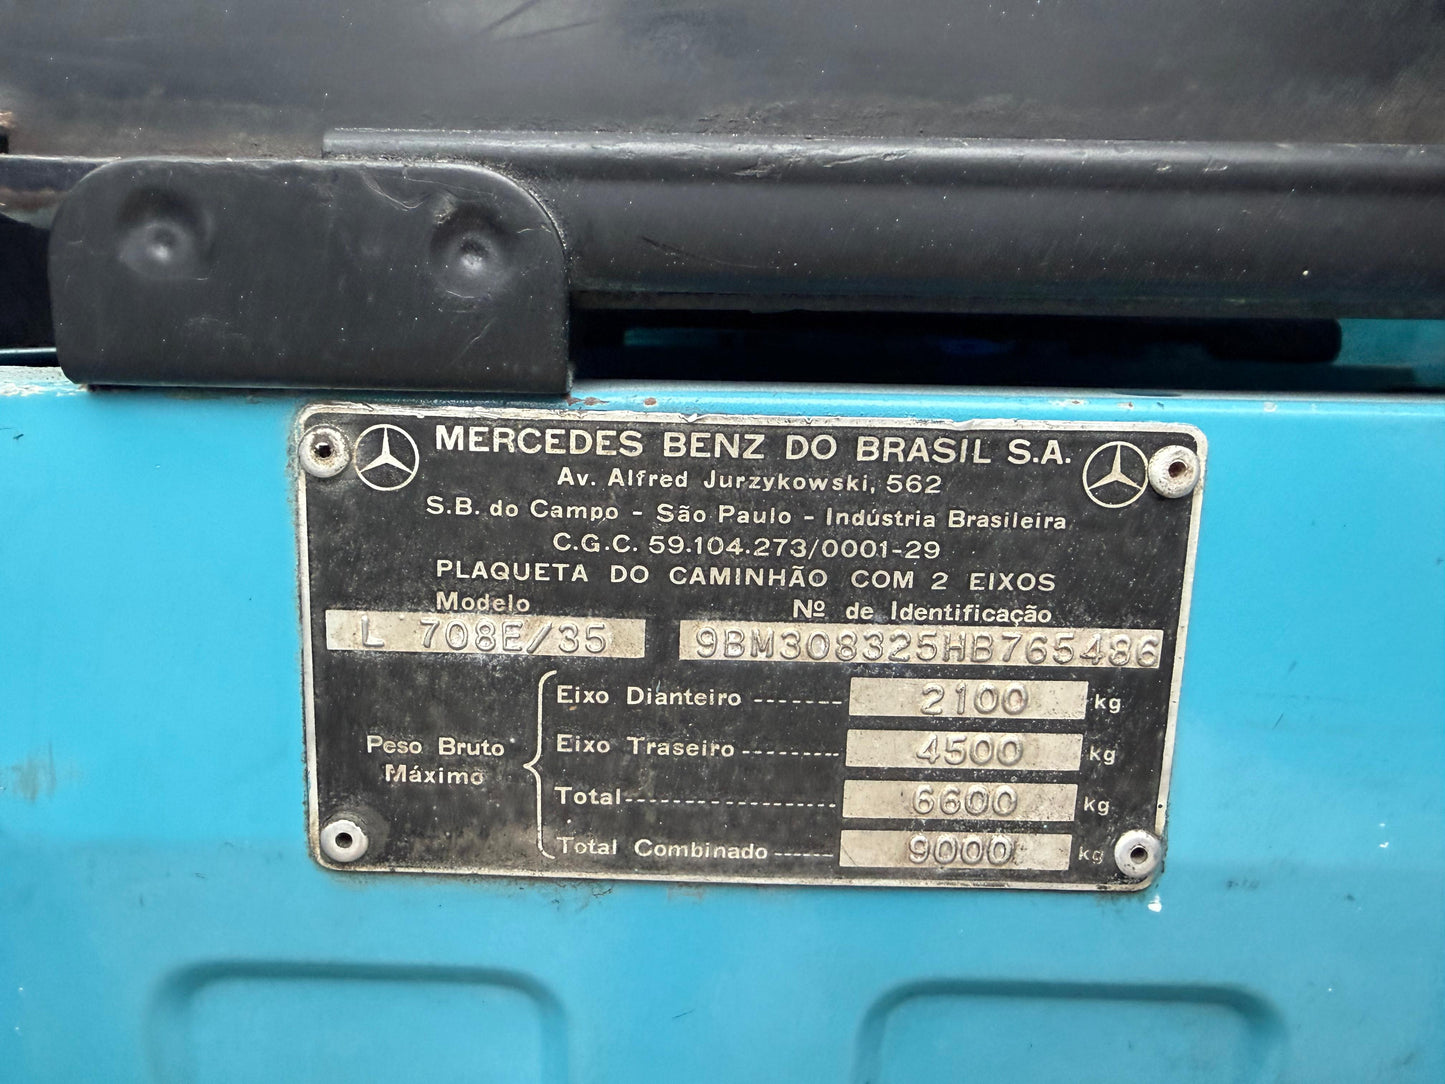 MERCEDES BENZ DO BRASIL S.A.
Av. Alfred Jurzykowski, 562
S.B. do Campo - São Paulo - Indústria Brasileira
C.G.C. 59.104.273/0001-29
PLAQUETA DO CAMINHÃO COM 2 EIXOS
Modelo Nº de Identificação
L 708E/35 9BM308325HB765486
Peso Bruto Máximo
Eixo Dianteiro ------- 2100 kg
Eixo Traseiro --------- 4500 kg
Total -------------------- 6600 kg
Total Combinado ------ 9000 kg